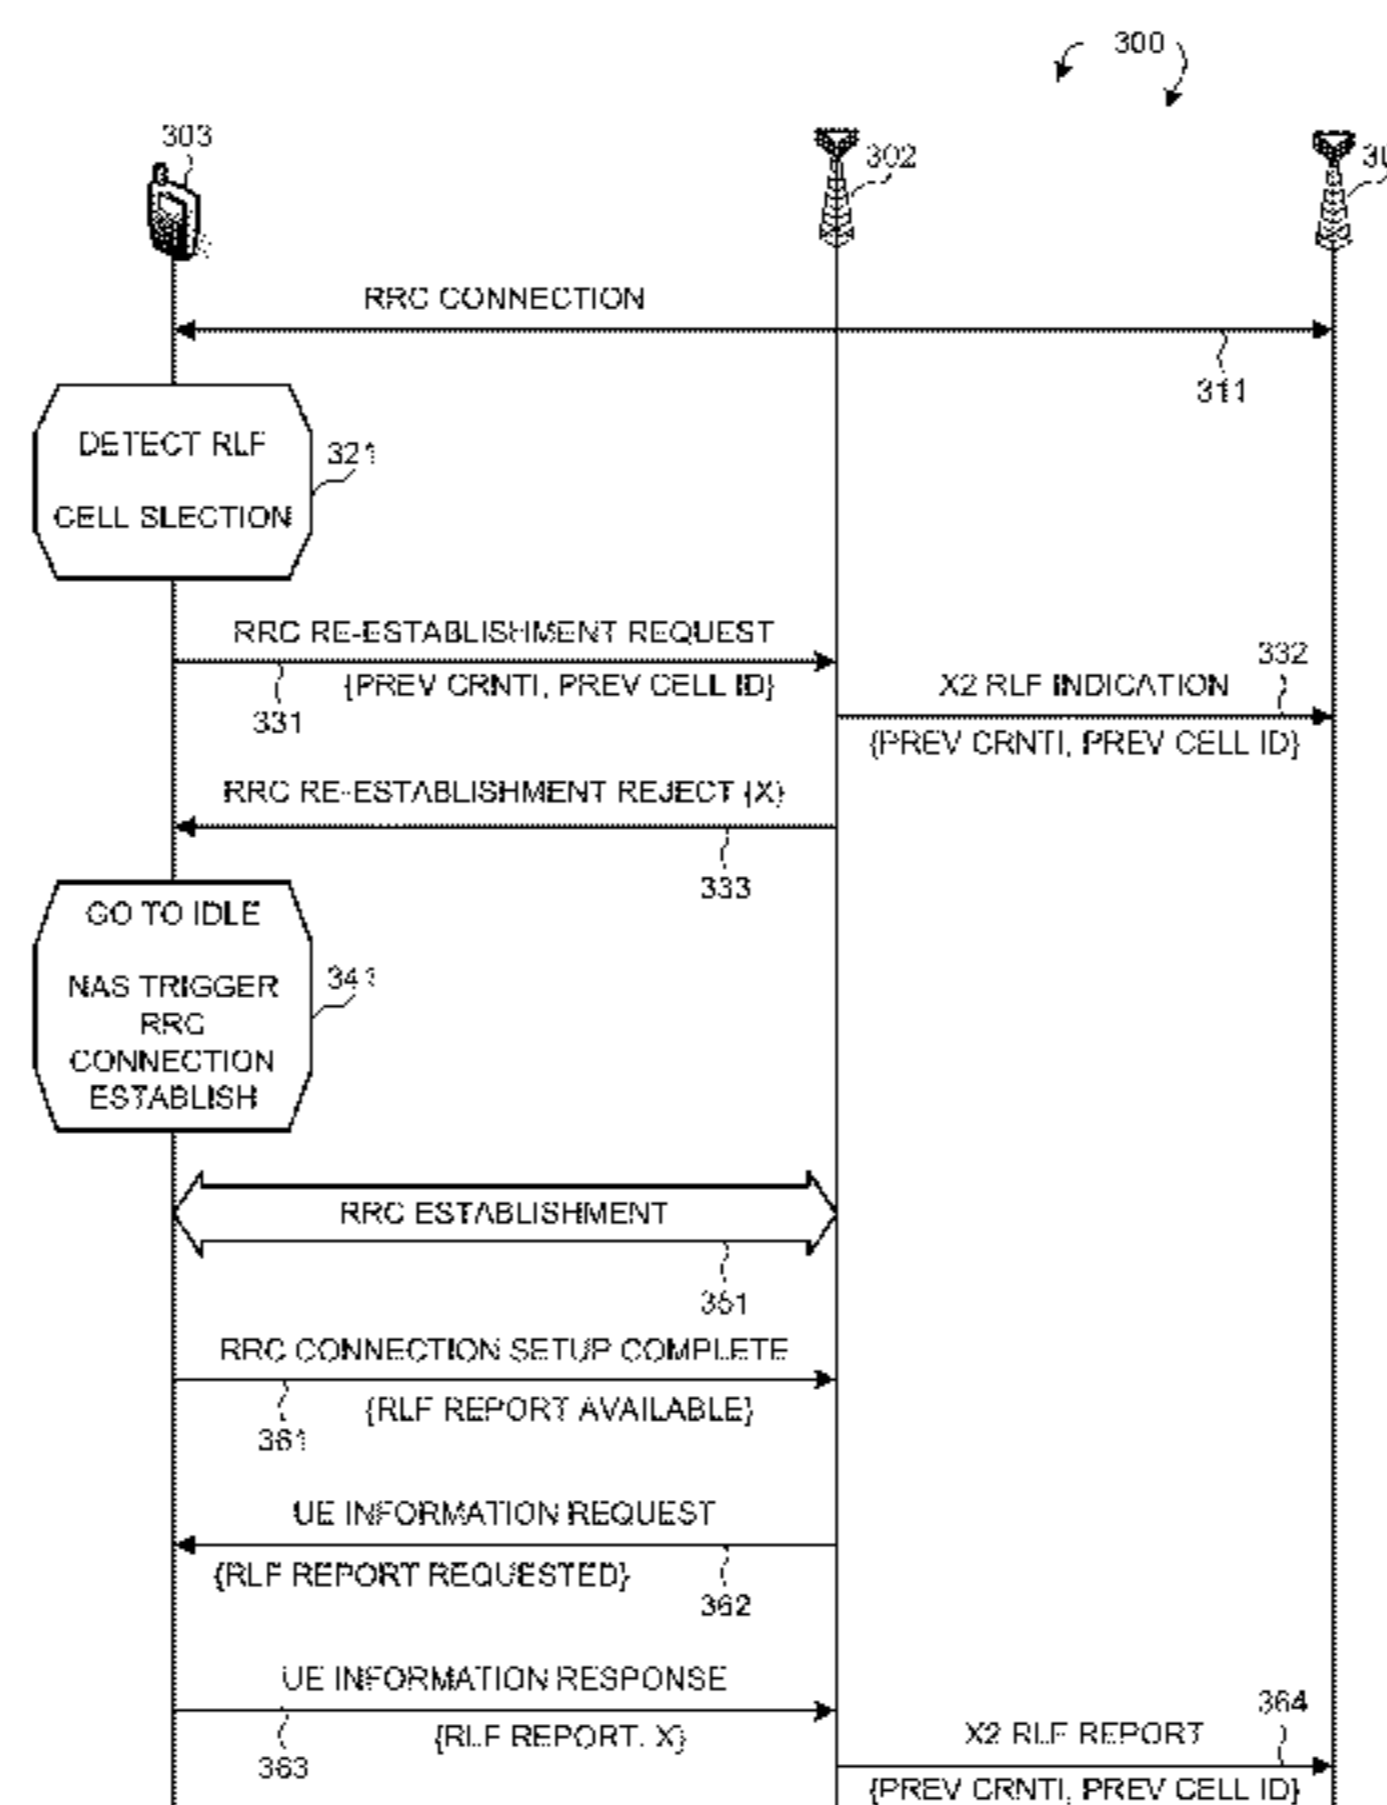 300
303
302
RRC CONNECTION
311
DETECT RLF
CELL SLECTION
321
RRC RE-ESTABLISHMENT REQUEST
{PREV CRNTI, PREV CELL ID}
331
332
X2 RLF INDICATION
{PREV CRNTI, PREV CELL ID}
RRC RE-ESTABLISHMENT REJECT {X}
333
GO TO IDLE
NAS TRIGGER
RRC
CONNECTION
ESTABLISH
341
RRC ESTABLISHMENT
351
RRC CONNECTION SETUP COMPLETE
{RLF REPORT AVAILABLE}
361
UE INFORMATION REQUEST
{RLF REPORT REQUESTED}
362
UE INFORMATION RESPONSE
{RLF REPORT, X}
363
364
X2 RLF REPORT
{PREV CRNTI, PREV CELL ID}